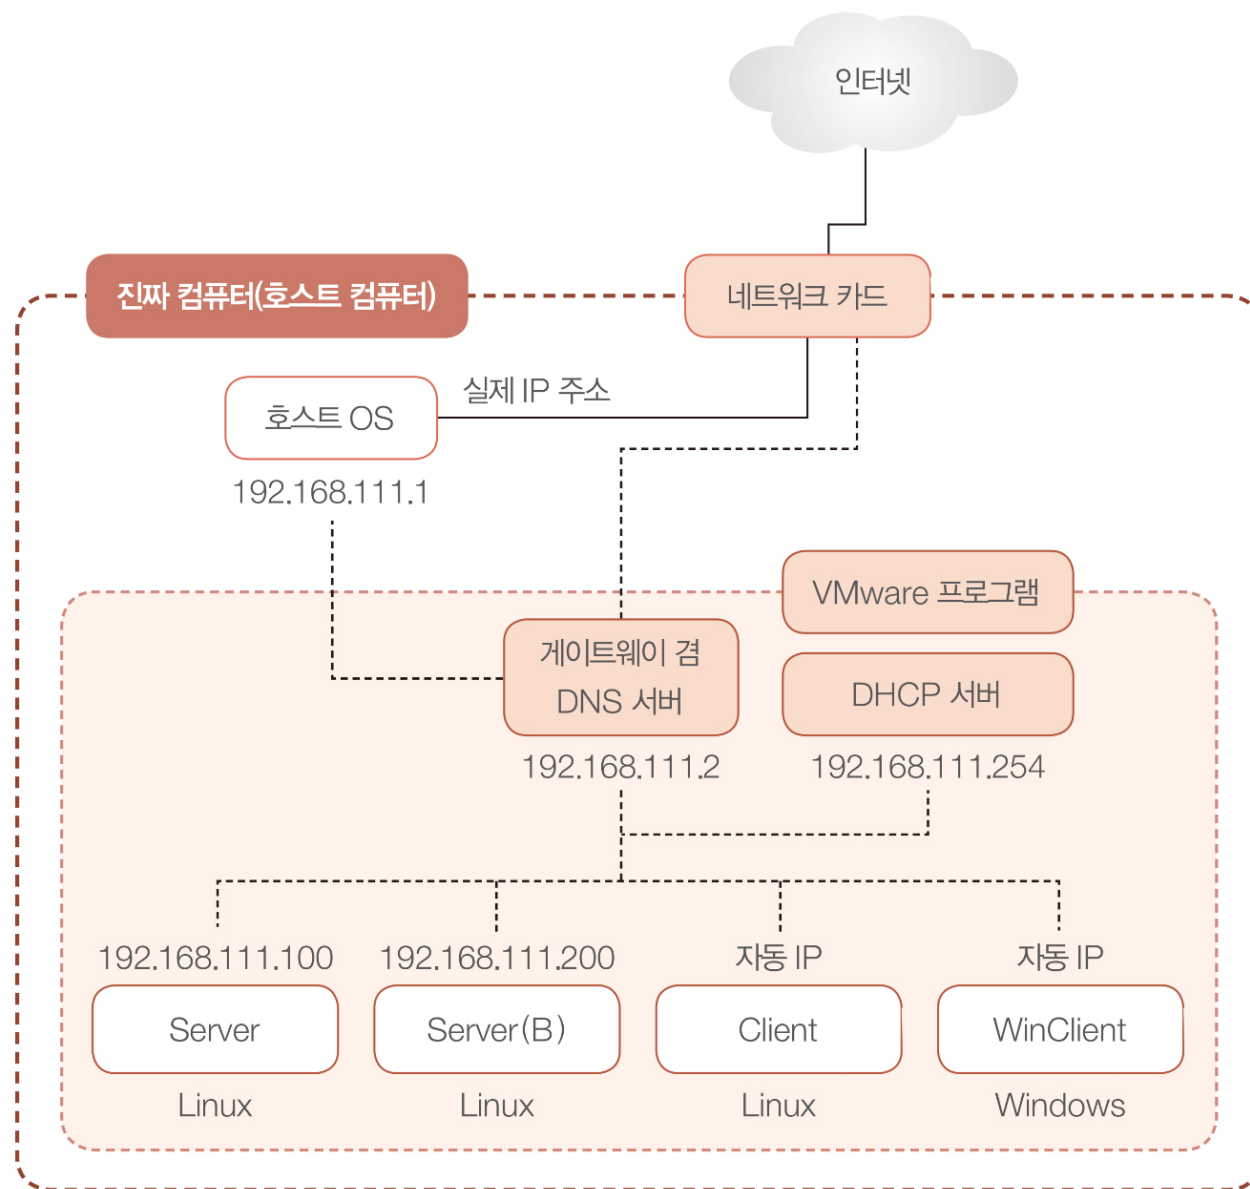 인터넷
진짜 컴퓨터(호스트 컴퓨터)
네트워크 카드
실제 IP 주소
호스트 OS
192.168.111.1
VMware 프로그램
게이트웨이 겸
DNS 서버
DHCP 서버
192.168.111.2
192.168.111.254
192.168.111.100
192.168.111.200
자동 IP
자동 IP
Server
Server(B)
Client
WinClient
Linux
Linux
Linux
Windows